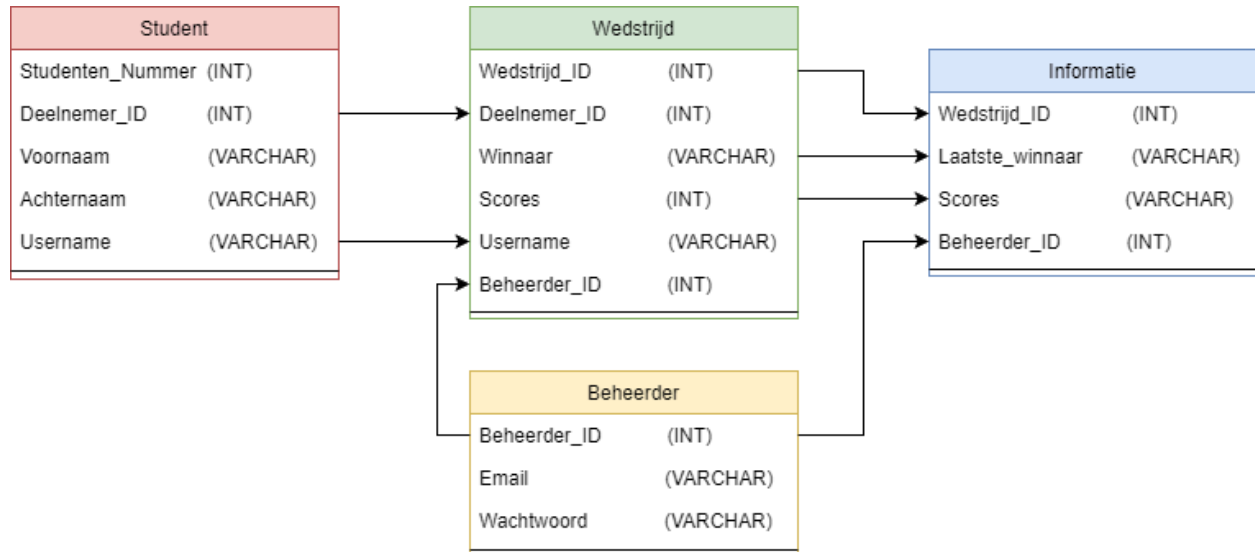 Student
Studenten_Nummer (INT)
Deelnemer_ID (INT)
Voornaam (VARCHAR)
Achternaam (VARCHAR)
Username (VARCHAR)
Wedstrijd
Wedstrijd_ID (INT)
Deelnemer_ID (INT)
Winnaar (VARCHAR)
Scores (INT)
Username (VARCHAR)
Beheerder_ID (INT)
Informatie
Wedstrijd_ID (INT)
Laatste_winnaar (VARCHAR)
Scores (VARCHAR)
Beheerder_ID (INT)
Beheerder
Beheerder_ID (INT)
Email (VARCHAR)
Wachtwoord (VARCHAR)